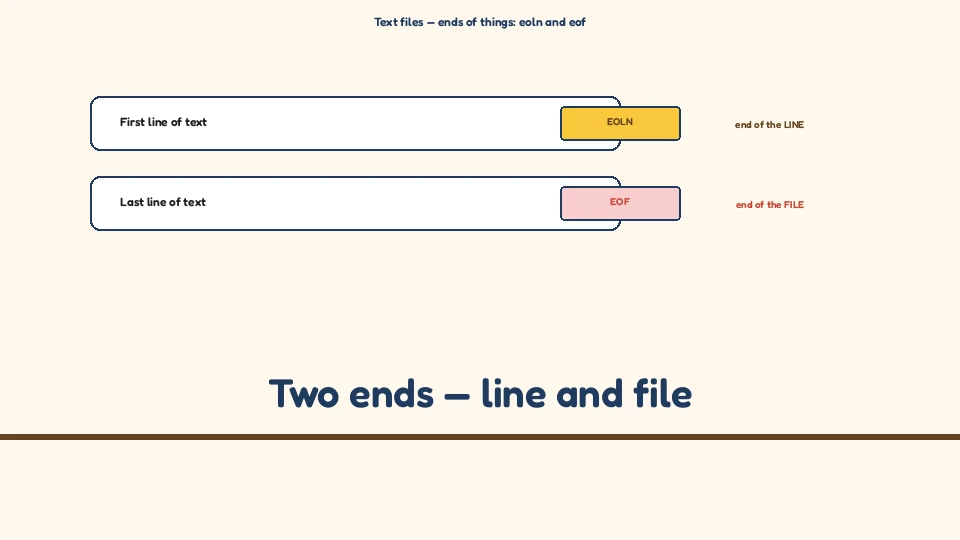 Text files — ends of things: eoln and eof
First line of text
EOLN
end of the LINE
Last line of text
EOF
end of the FILE
Two ends — line and file